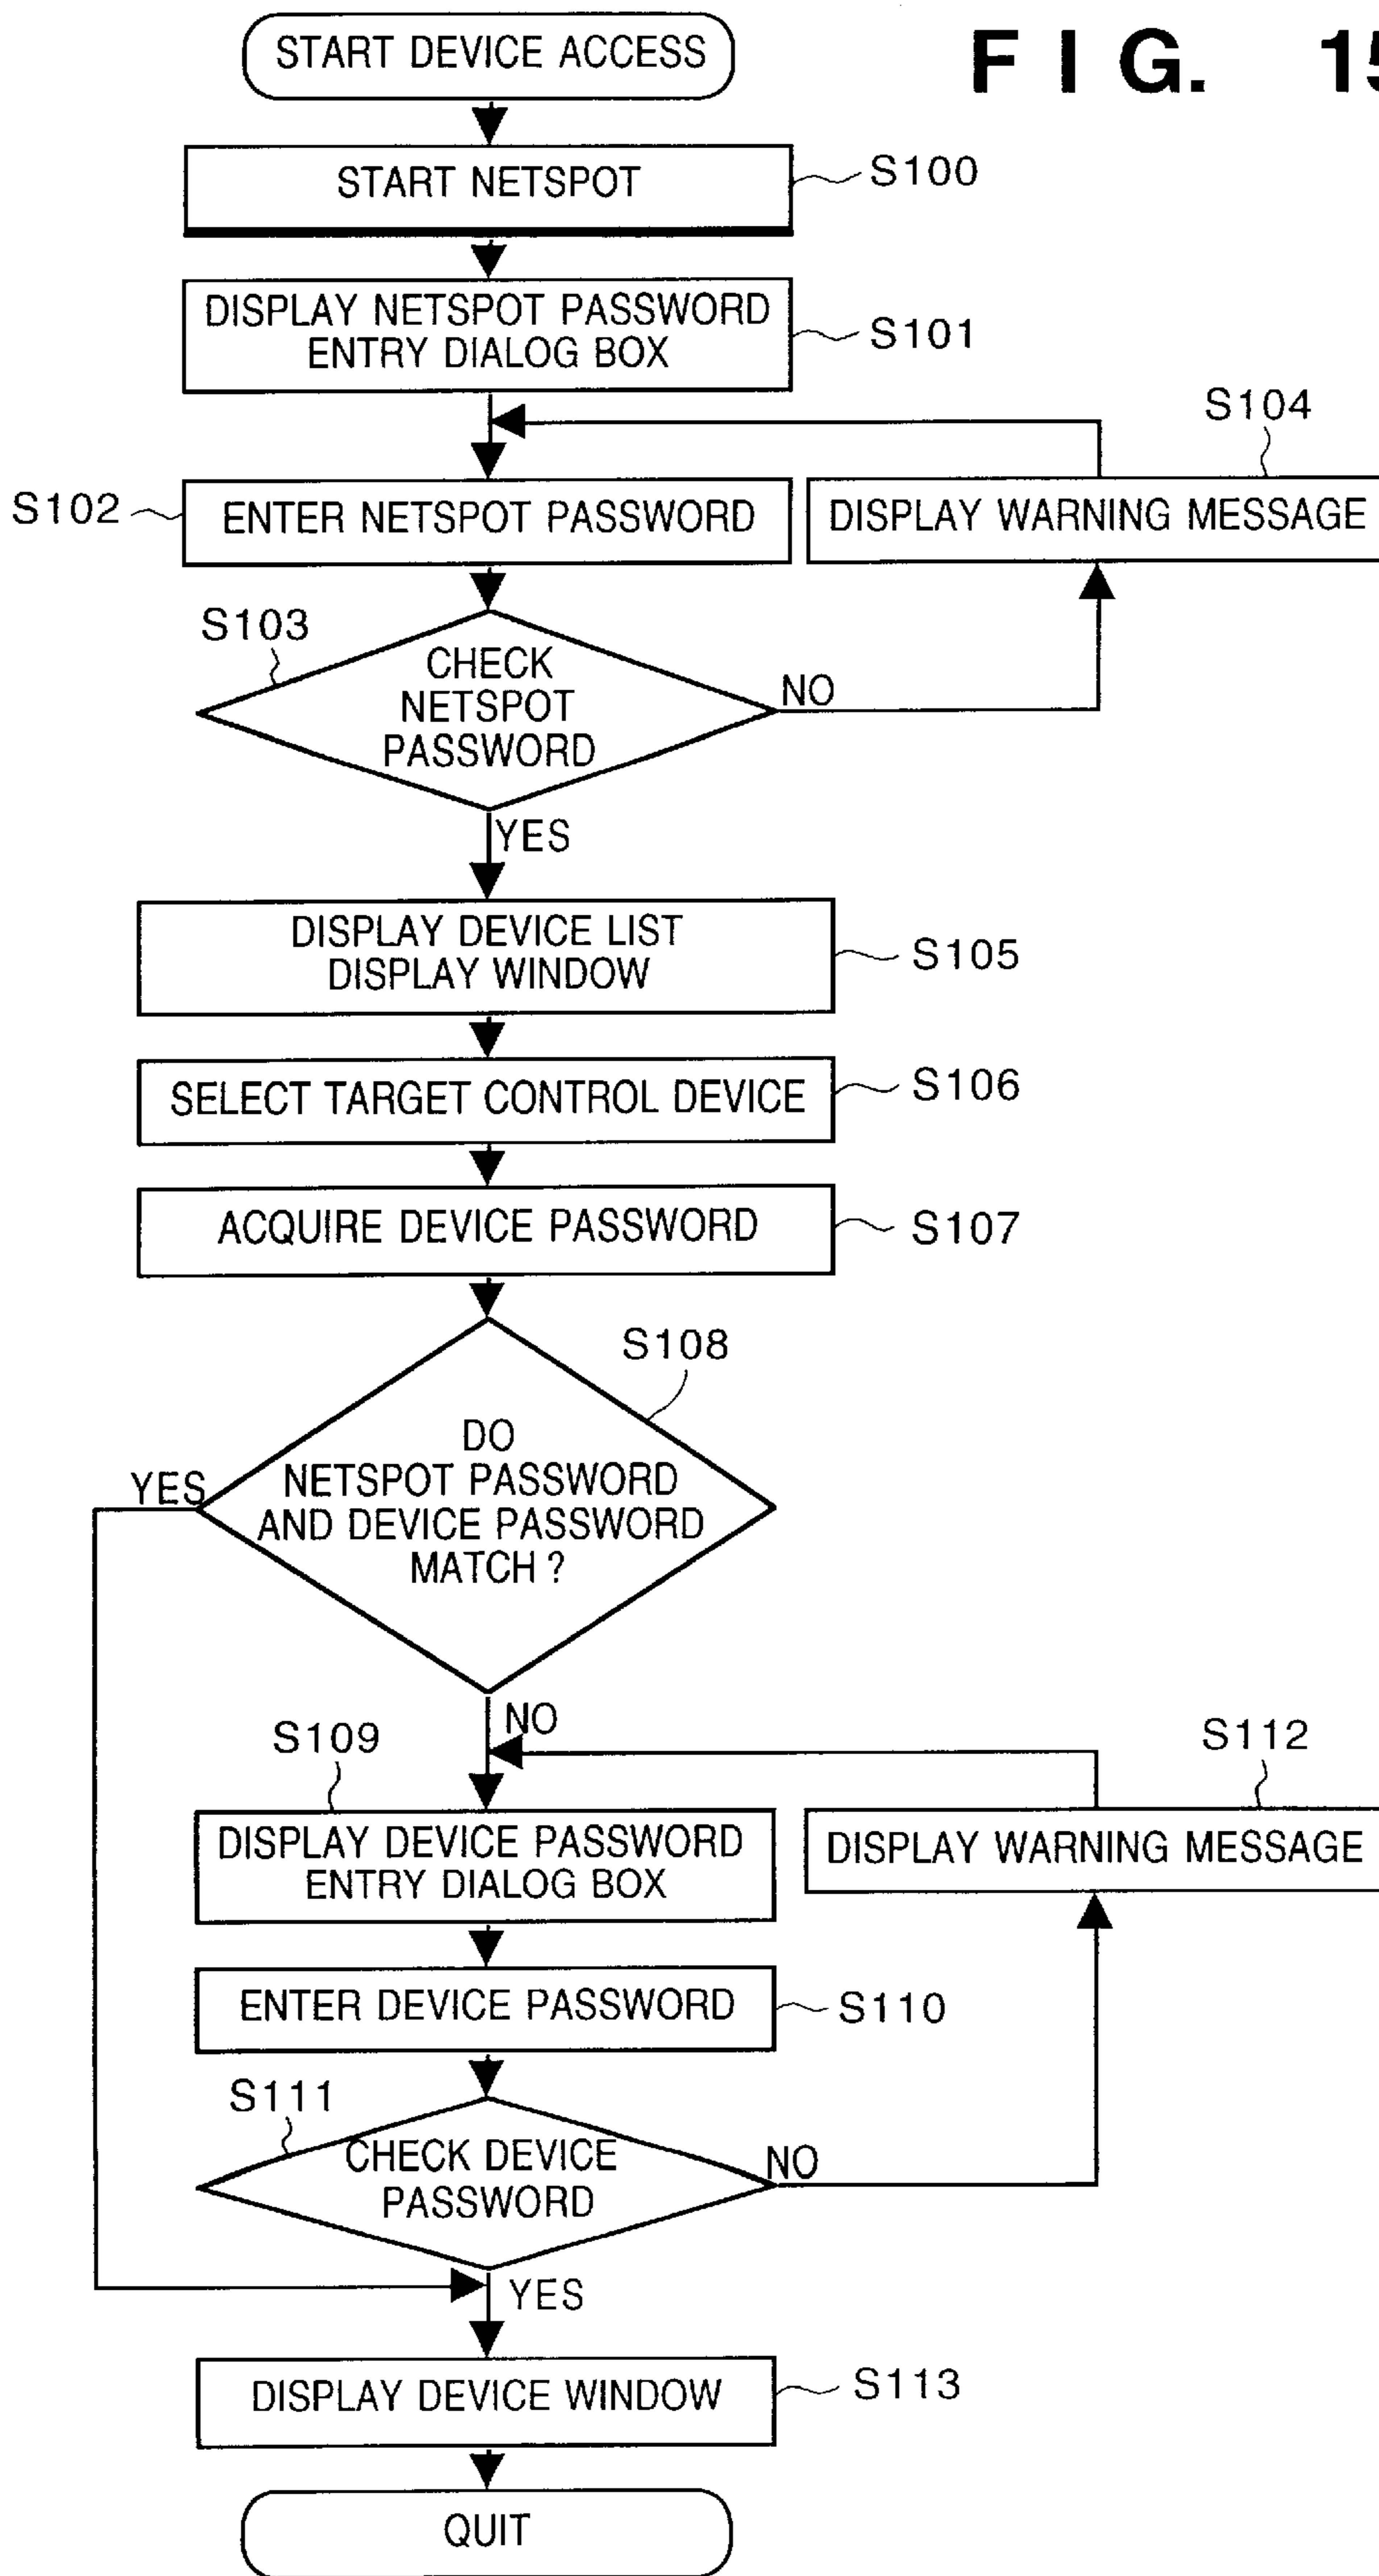 START DEVICE ACCESS
FIG. 15
START NETSPOT
S100
DISPLAY NETSPOT PASSWORD
ENTRY DIALOG BOX
S101
S104
S102
ENTER NETSPOT PASSWORD
DISPLAY WARNING MESSAGE
S103
CHECK
NETSPOT
PASSWORD
NO
YES
DISPLAY DEVICE LIST
DISPLAY WINDOW
S105
SELECT TARGET CONTROL DEVICE
S106
ACQUIRE DEVICE PASSWORD
S107
S108
DO
NETSPOT PASSWORD
AND DEVICE PASSWORD
MATCH ?
YES
NO
S109
S112
DISPLAY DEVICE PASSWORD
ENTRY DIALOG BOX
DISPLAY WARNING MESSAGE
ENTER DEVICE PASSWORD
S110
S111
CHECK DEVICE
PASSWORD
NO
YES
DISPLAY DEVICE WINDOW
S113
QUIT